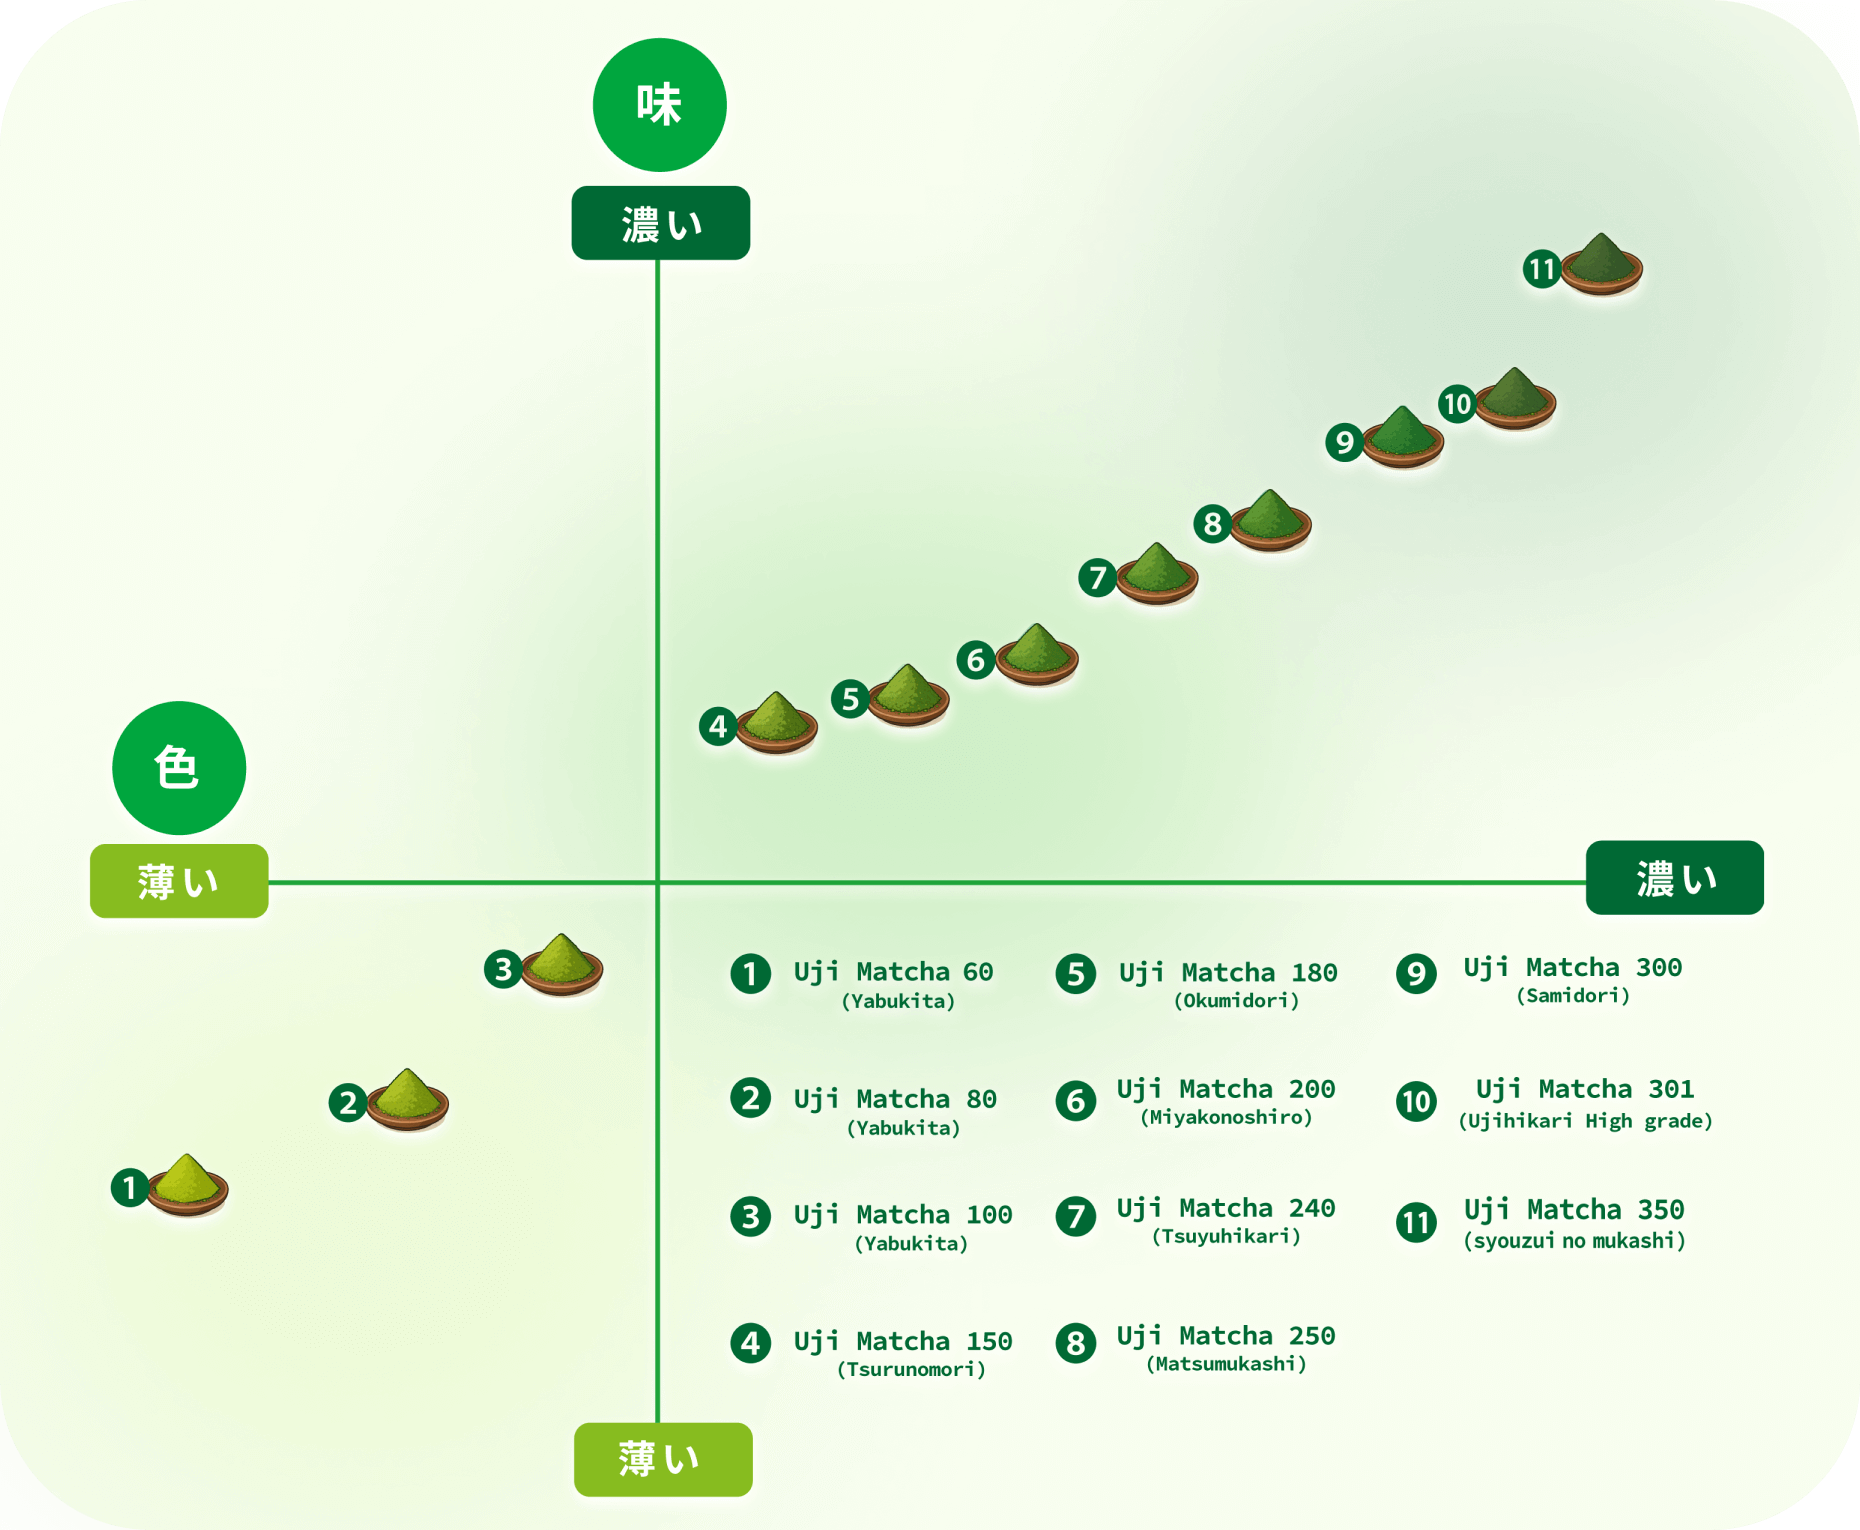 味
濃い
11
10
9
8
7
6
5
4
色
薄い
濃い
3
2
1
1 Uji Matcha 60
(Yabukita)
2 Uji Matcha 80
(Yabukita)
3 Uji Matcha 100
(Yabukita)
4 Uji Matcha 150
(Tsurunomori)
5 Uji Matcha 180
(Okumidori)
6 Uji Matcha 200
(Miyakonoshiro)
7 Uji Matcha 240
(Tsuyuhikari)
8 Uji Matcha 250
(Matsumukashi)
9 Uji Matcha 300
(Samidori)
10 Uji Matcha 301
(Ujihikari High grade)
11 Uji Matcha 350
(syouzui no mukashi)
薄い